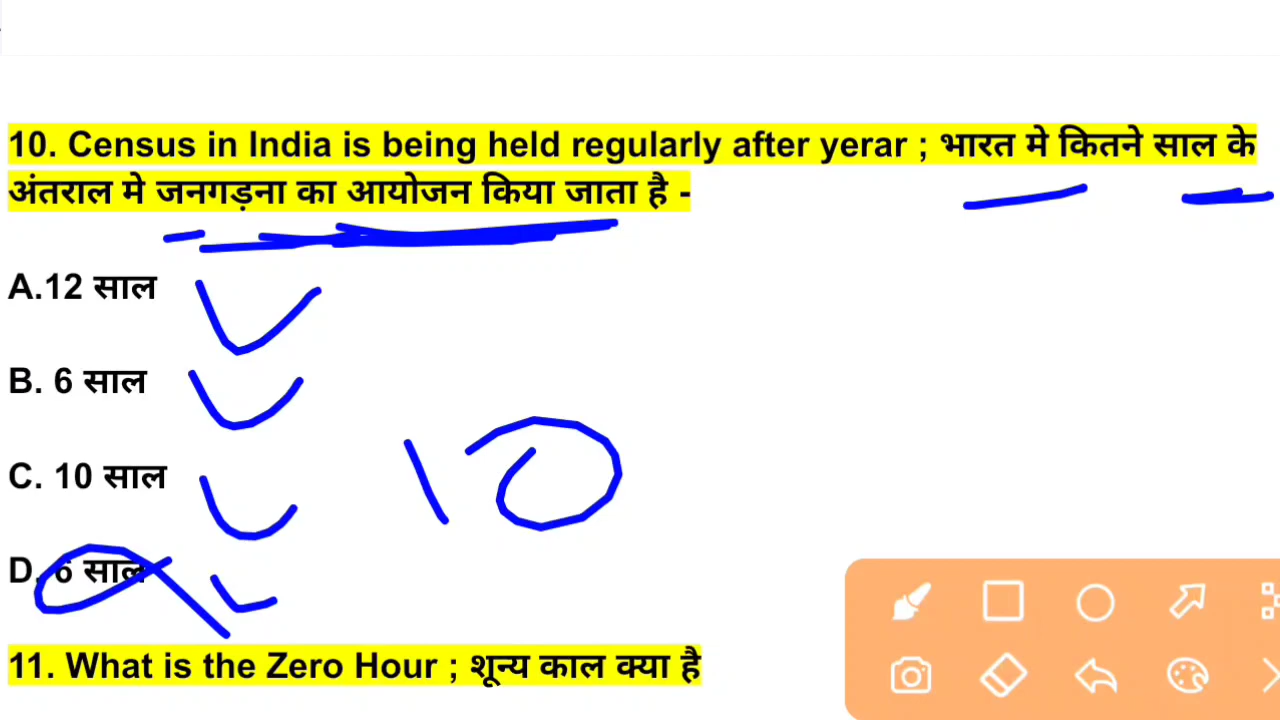 10. Census in India is being held regularly after yerar ; भारत मे कितने साल के
अंतराल मे जनगड़ना का आयोजन किया जाता है -
A.12 साल
B. 6 साल
C. 10 साल
10
D. 6 साल
11. What is the Zero Hour ; शून्य काल क्या है